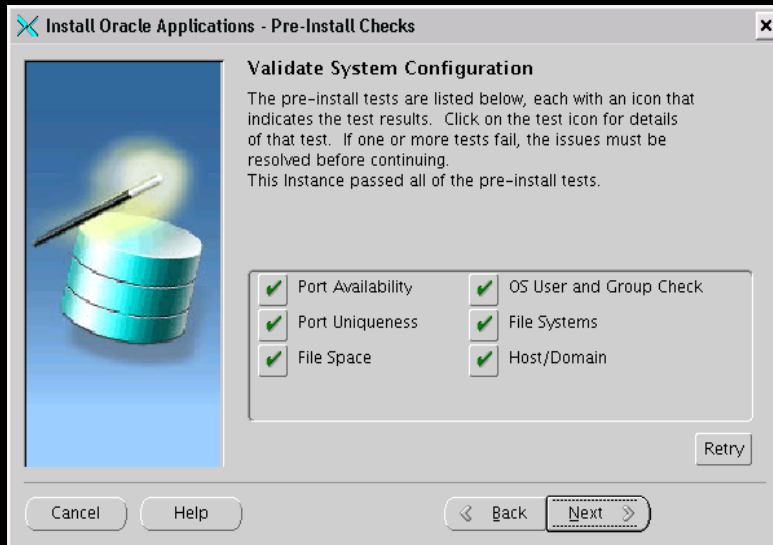 Install Oracle Applications - Pre-Install Checks
Validate System Configuration
The pre-install tests are listed below, each with an icon that
indicates the test results. Click on the test icon for details
of that test. If one or more tests fail, the issues must be
resolved before continuing.
This Instance passed all of the pre-install tests.
Port Availability
OS User and Group Check
Port Uniqueness
File Systems
File Space
Host/Domain
Retry
Cancel
Help
Back
Next